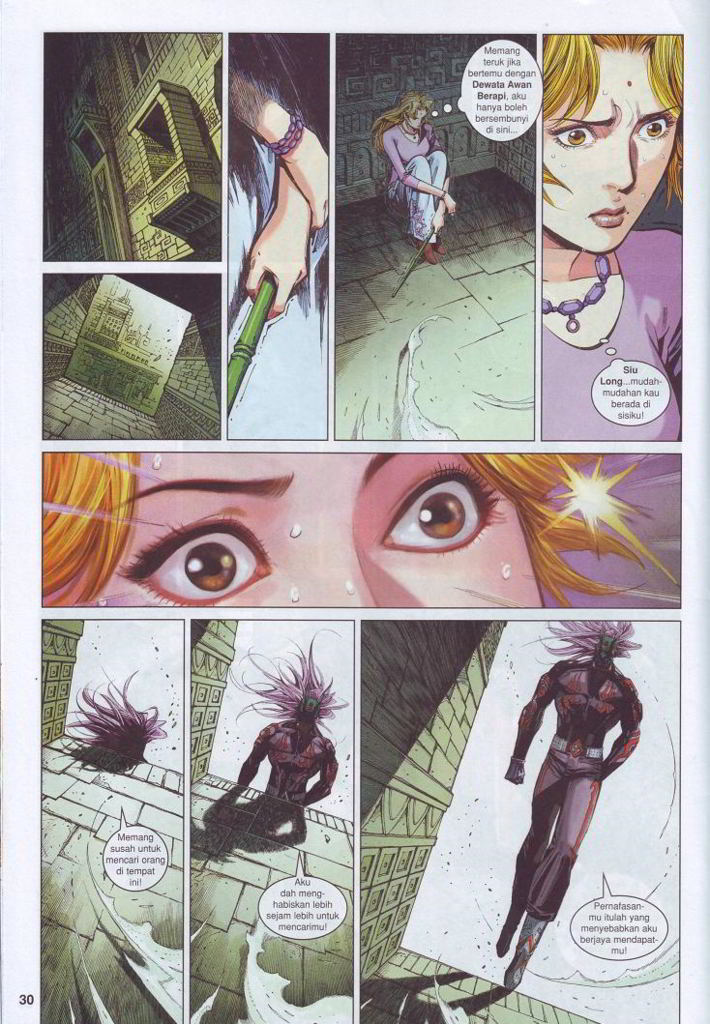 Memang
teruk jika
bertemu dengan
Dewata Awan
Berapi, aku
hanya boleh
bersembunyi
di sini...
Siu
Long...mudah-
mudahan kau
berada di
sisiku!
Memang
susah untuk
mencari orang
di tempat
ini!
Aku
dah meng-
habiskan lebih
sejam lebih untuk
mencarimu!
Pernafasan-
mu itulah yang
menyebabkan aku
berjaya mendapat-
mu!
30